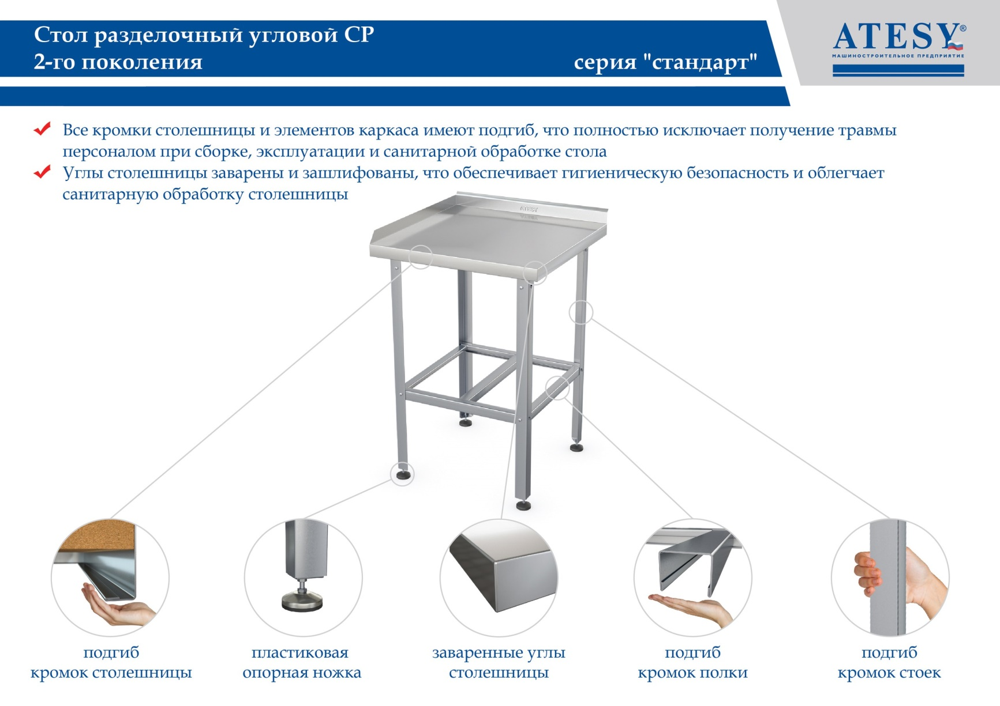 Стол разделочный угловой СР
2-го поколения
серия "стандарт"
ATESY®
МАШИНОСТРОИТЕЛЬНОЕ ПРЕДПРИЯТИЕ
Все кромки столешницы и элементов каркаса имеют подгиб, что полностью исключает получение травмы
персоналом при сборке, эксплуатации и санитарной обработке стола
Углы столешницы заварены и зашлифованы, что обеспечивает гигиеническую безопасность и облегчает
санитарную обработку столешницы
ATESY
подгиб
кромок столешницы
пластиковая
опорная ножка
заваренные углы
столешницы
подгиб
кромок полки
подгиб
кромок стоек